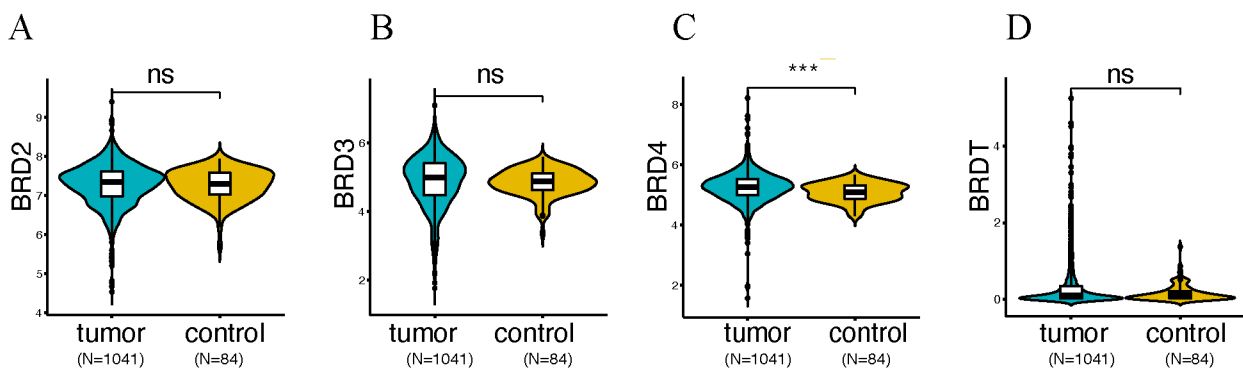 A
ns
BRD2
9
8
7
6
5
4
tumor
control
(N=1041)
(N=84)
B
ns
BRD3
6
4
2
tumor
control
(N=1041)
(N=84)
C
***
BRD4
8
6
4
2
tumor
control
(N=1041)
(N=84)
D
ns
BRDT
4
2
0
tumor
control
(N=1041)
(N=84)